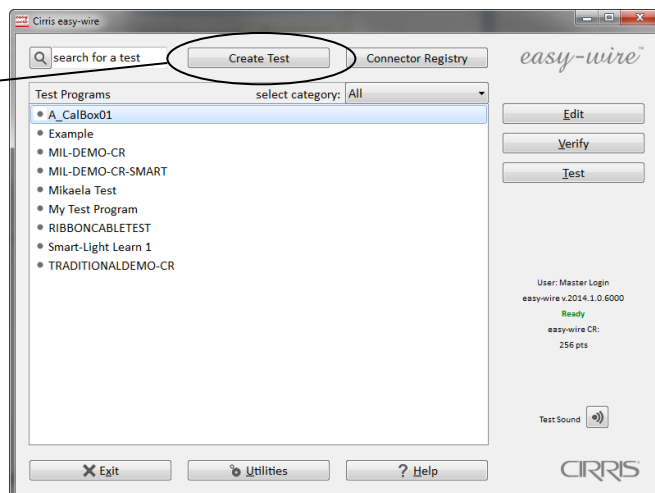 Cirris easy-wire
search for a test
Create Test
Connector Registry
easy-wire™
Test Programs
select category: All
A_CalBox01
Example
MIL-DEMO-CR
MIL-DEMO-CR-SMART
Mikaela Test
My Test Program
RIBBONCABLETEST
Smart-Light Learn 1
TRADITIONALDEMO-CR
Edit
Verify
Test
User: Master Login
easy-wire v.2014.1.0.6000
Ready
easy-wire CR:
256 pts
Test Sound
Exit
Utilities
? Help
CIRRIS